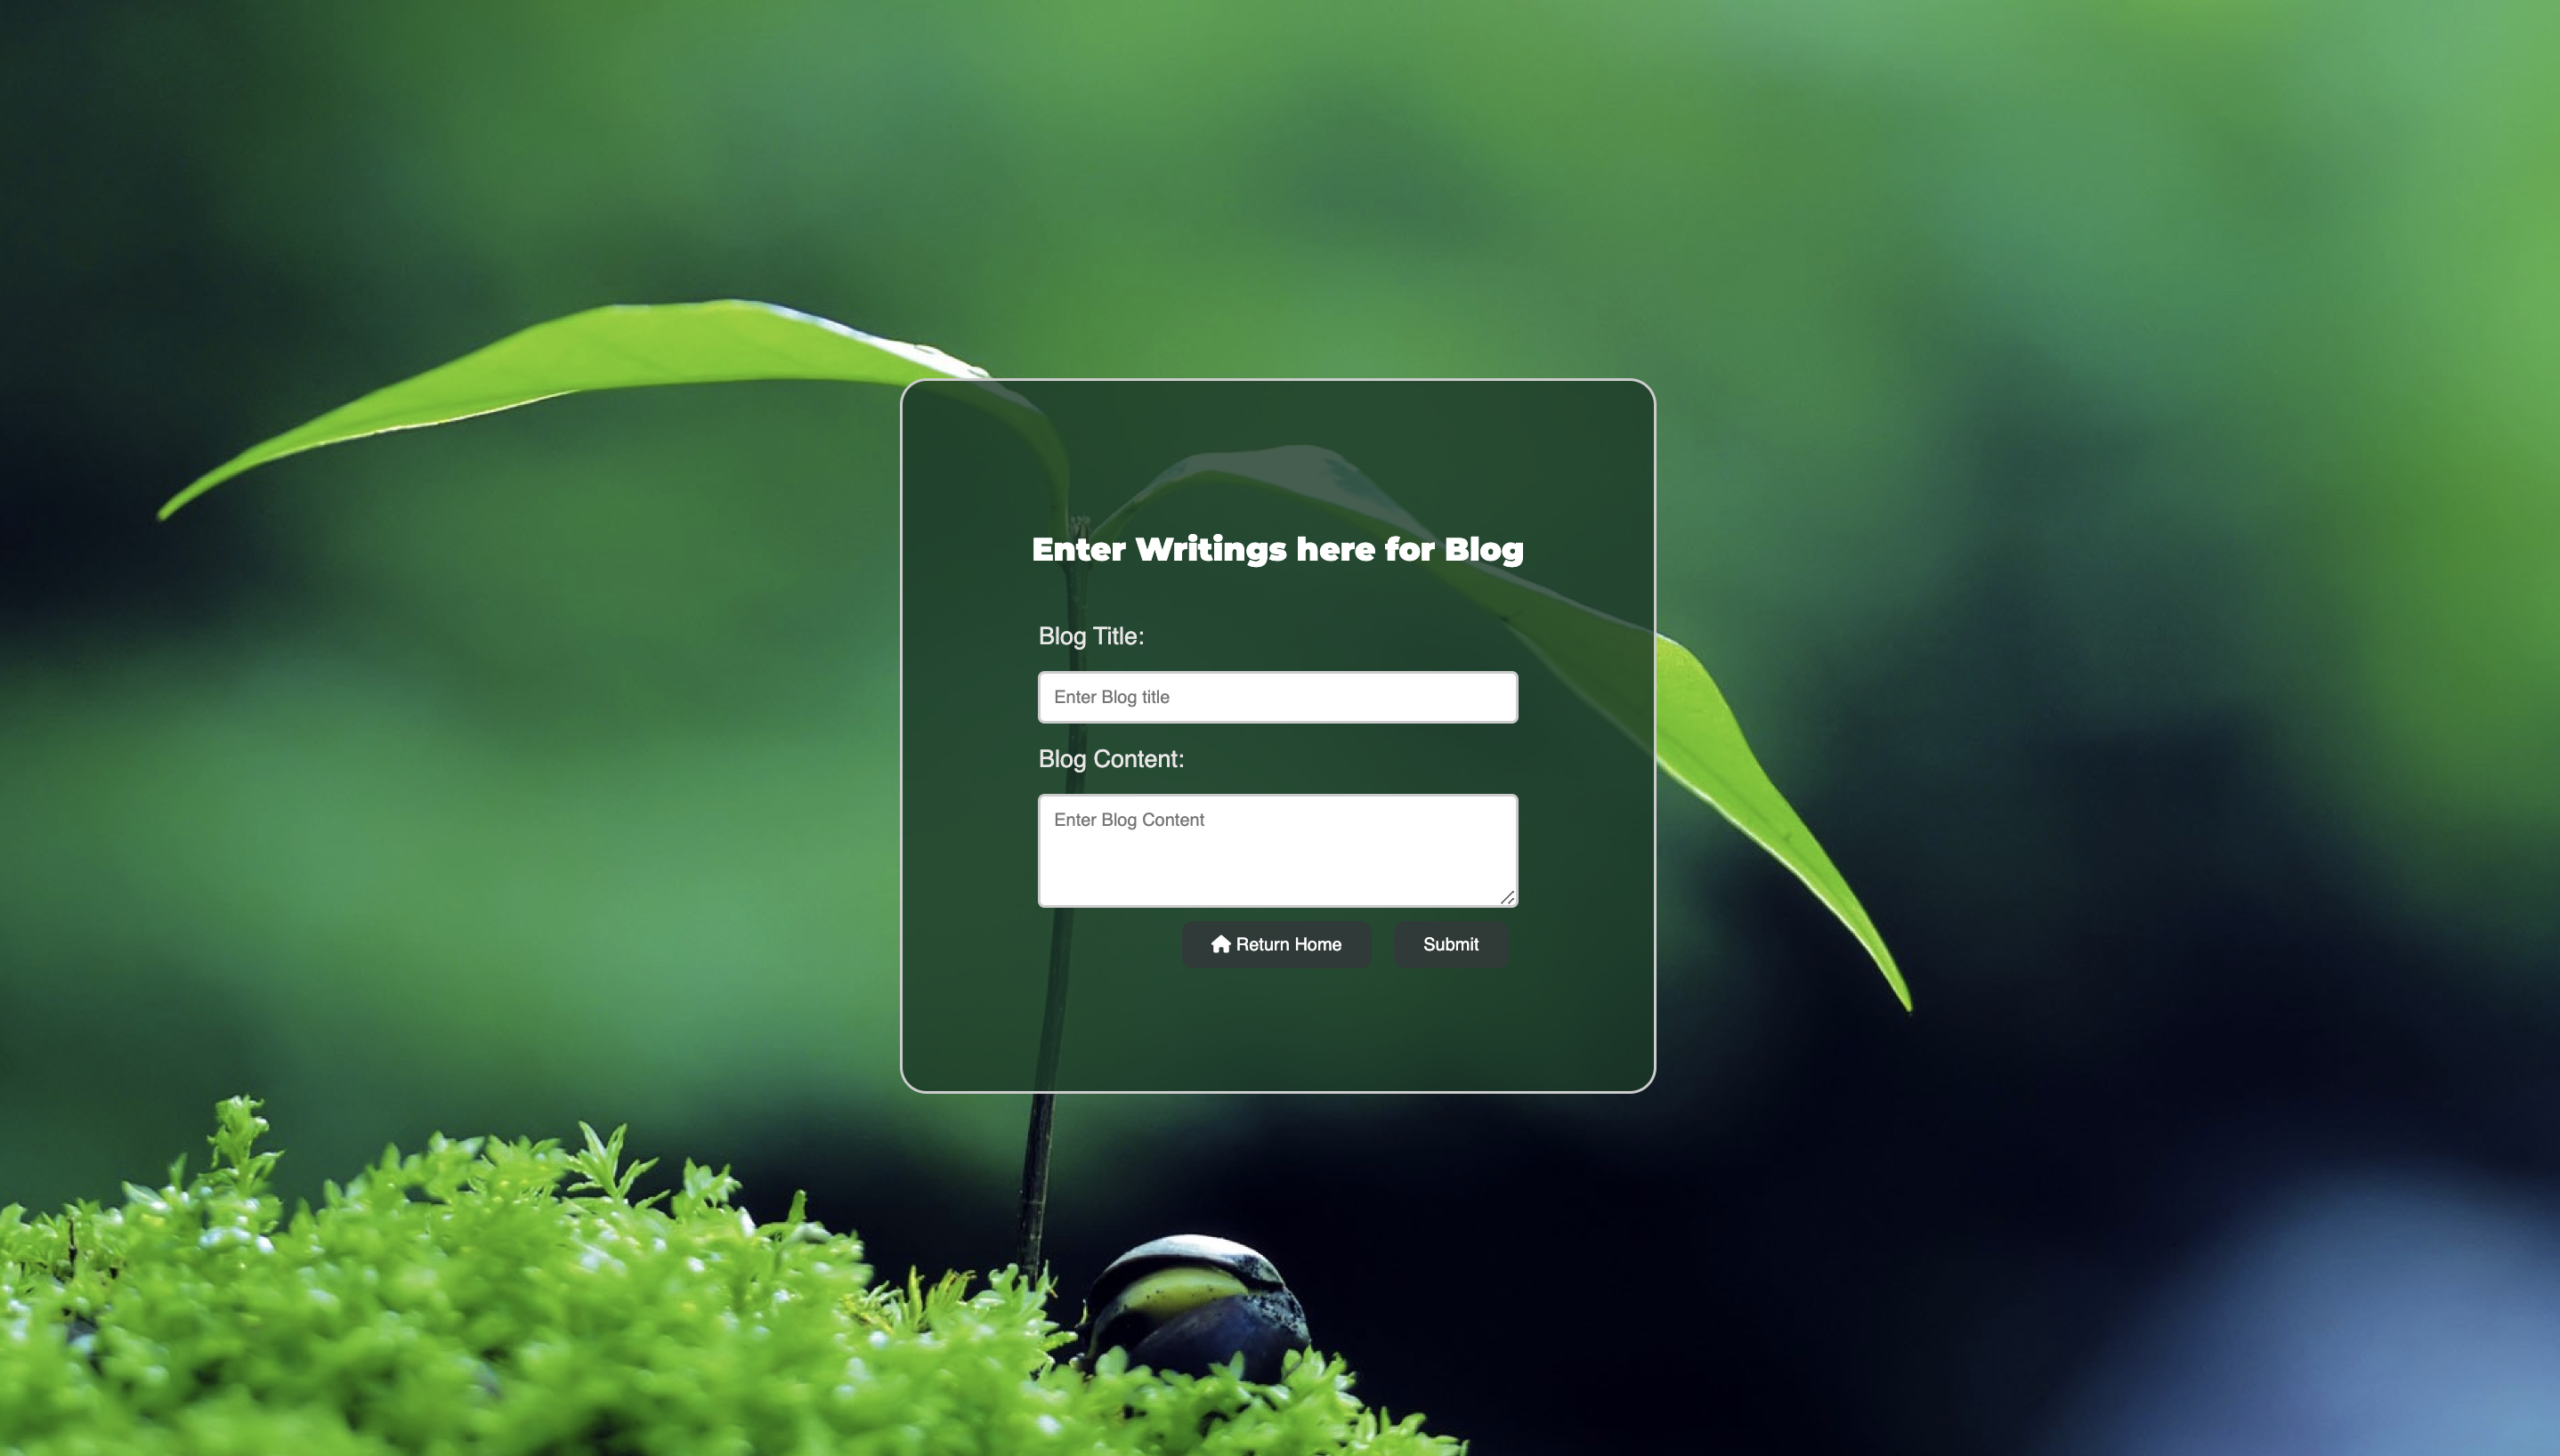 Enter Writings here for Blog
Blog Title:
Enter Blog title
Blog Content:
Enter Blog Content
Return Home
Submit